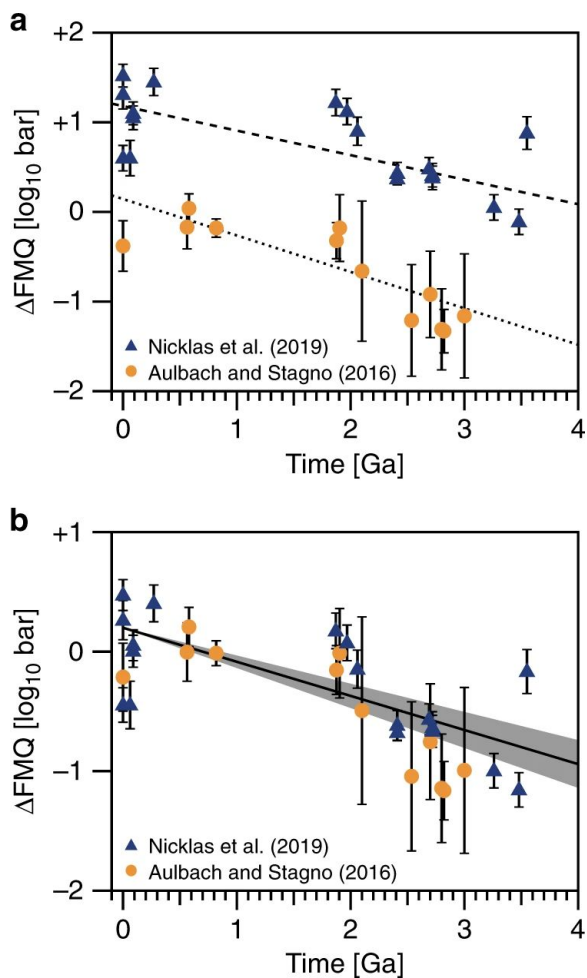 a
+2
+1
0
−1
−2
ΔFMQ [log₁₀ bar]
▲ Nicklas et al. (2019)
● Aulbach and Stagno (2016)
0 1 2 3 4
Time [Ga]
b
+1
0
−1
−2
ΔFMQ [log₁₀ bar]
▲ Nicklas et al. (2019)
● Aulbach and Stagno (2016)
0 1 2 3 4
Time [Ga]